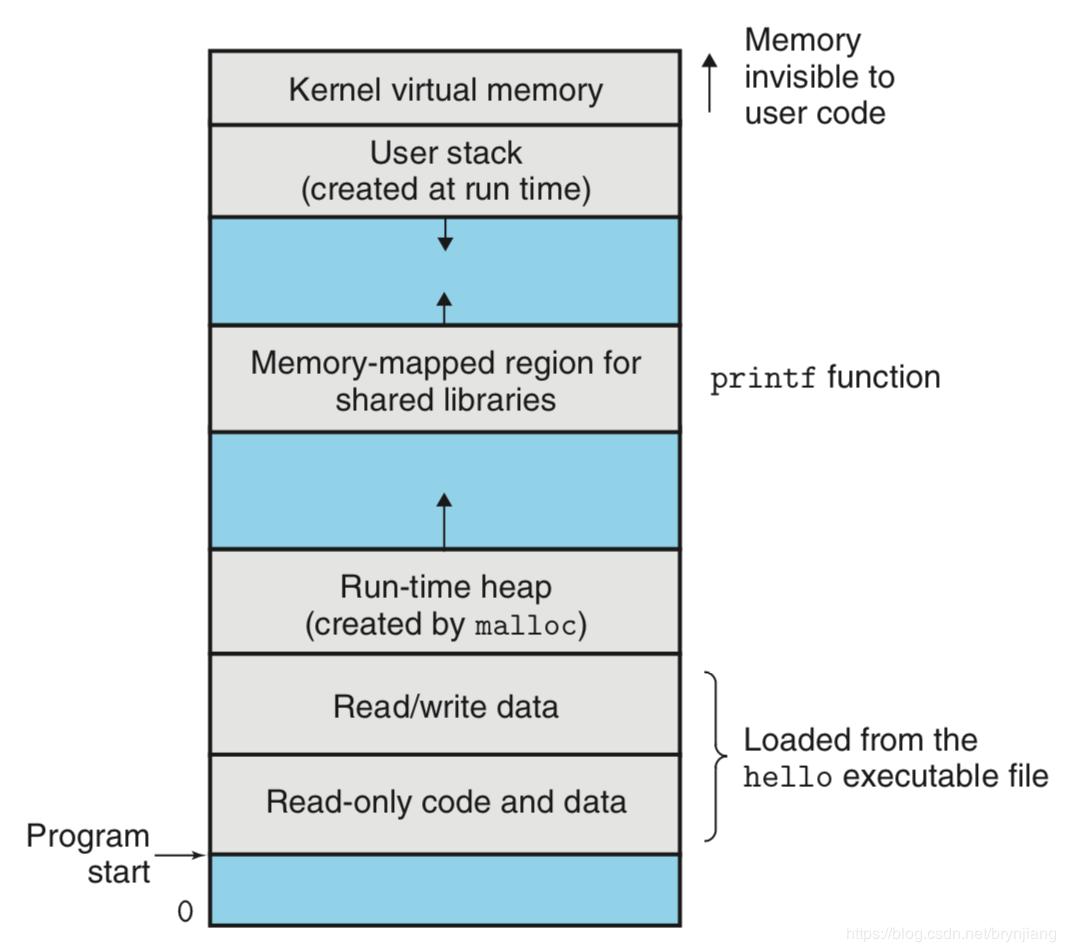 Kernel virtual memory
Memory
invisible to
user code
User stack
(created at run time)
Memory-mapped region for
shared libraries
printf function
Run-time heap
(created by malloc)
Read/write data
Loaded from the
hello executable file
Read-only code and data
Program
start
0
https://blog.csdn.net/brynjiang